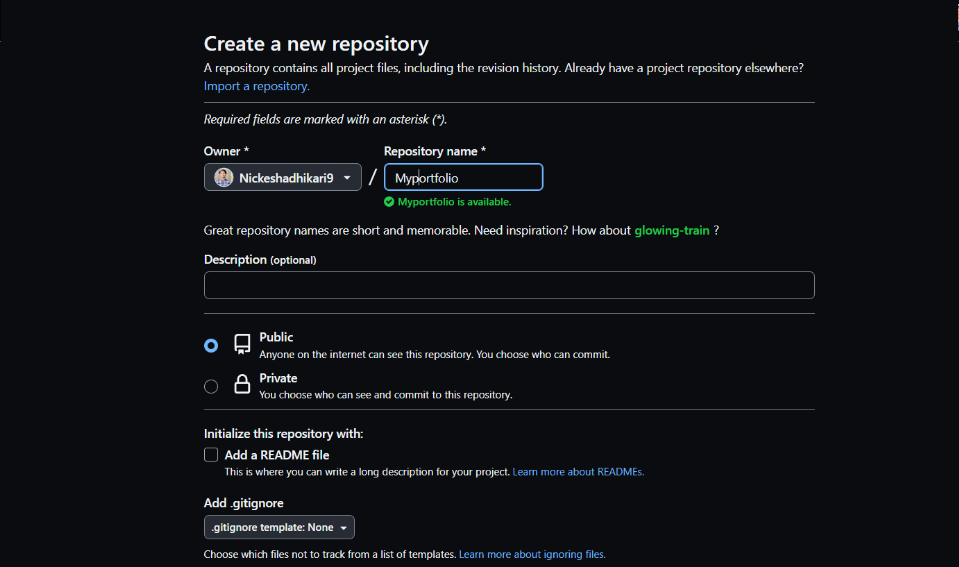 Create a new repository
A repository contains all project files, including the revision history. Already have a project repository elsewhere?
Import a repository.
Required fields are marked with an asterisk (*).
Owner *
Repository name *
Nickeshadhikari9
/
Myportfolio
Myportfolio is available.
Great repository names are short and memorable. Need inspiration? How about glowing-train ?
Description (optional)
Public
Anyone on the internet can see this repository. You choose who can commit.
Private
You choose who can see and commit to this repository.
Initialize this repository with:
Add a README file
This is where you can write a long description for your project. Learn more about READMEs.
Add .gitignore
.gitignore template: None
Choose which files not to track from a list of templates. Learn more about ignoring files.